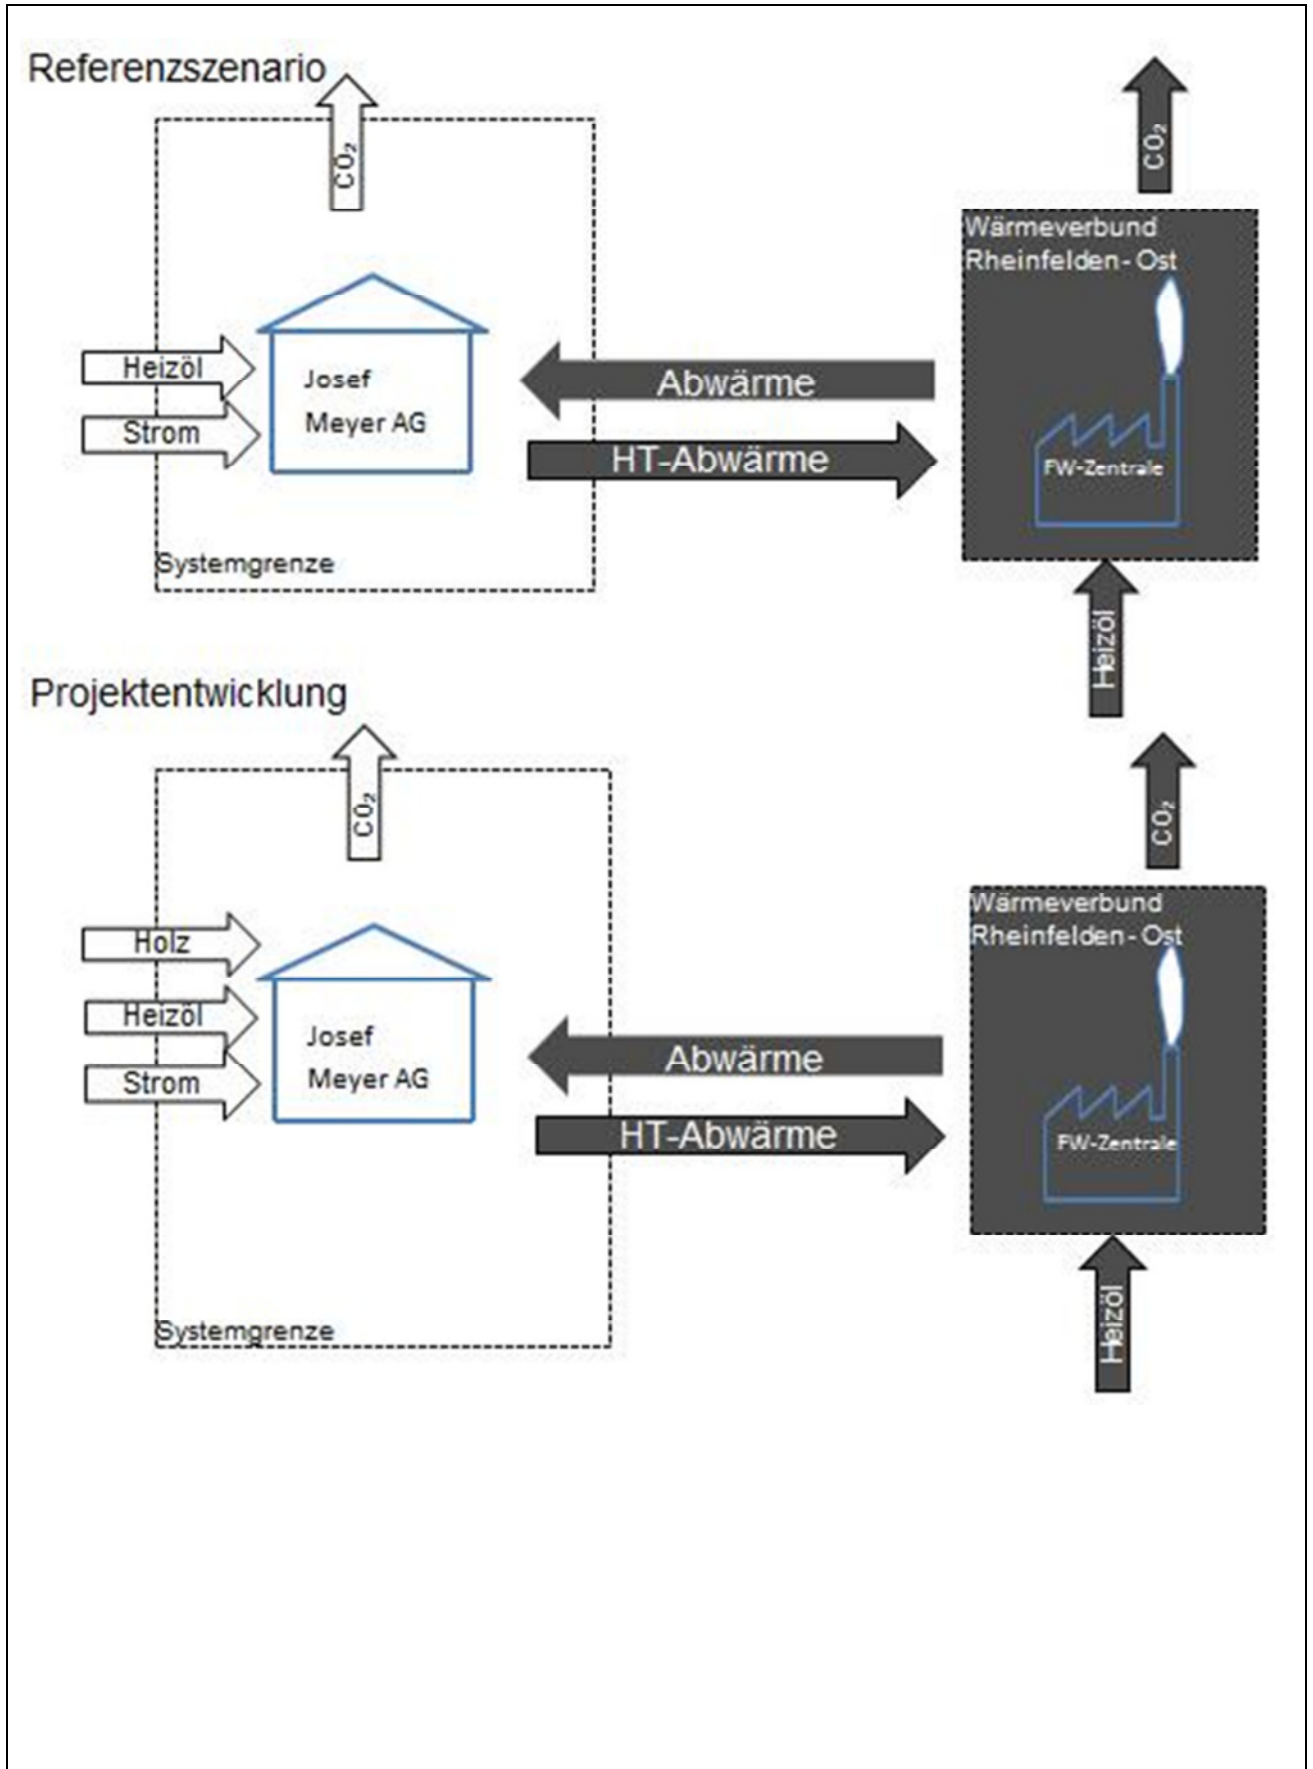 Referenzszenario
CO₂
CO₂
Wärmeverbund
Rheinfelden- Ost
Heizöl
Strom
Josef
Meyer AG
Abwärme
HT-Abwärme
FW-Zentrale
Systemgrenze
Heizöl
Projektentwicklung
CO₂
CO₂
Wärmeverbund
Rheinfelden- Ost
Holz
Heizöl
Strom
Josef
Meyer AG
Abwärme
HT-Abwärme
FW-Zentrale
Systemgrenze
Heizöl